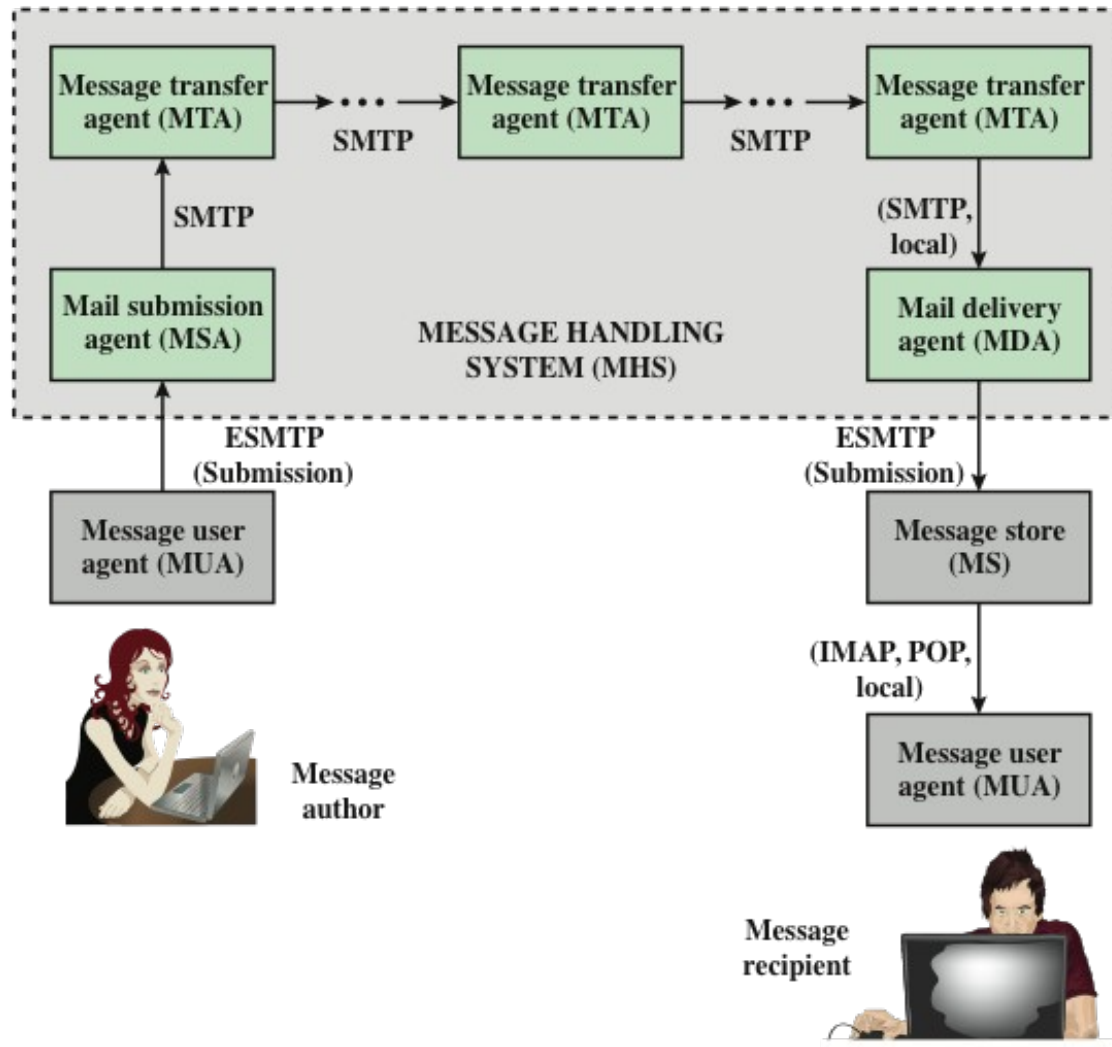 Message transfer
agent (MTA)
Message transfer
agent (MTA)
Message transfer
agent (MTA)
SMTP
SMTP
SMTP
(SMTP,
local)
Mail submission
agent (MSA)
MESSAGE HANDLING
SYSTEM (MHS)
Mail delivery
agent (MDA)
ESMTP
(Submission)
ESMTP
(Submission)
Message user
agent (MUA)
Message store
(MS)
(IMAP, POP,
local)
Message
author
Message user
agent (MUA)
Message
recipient